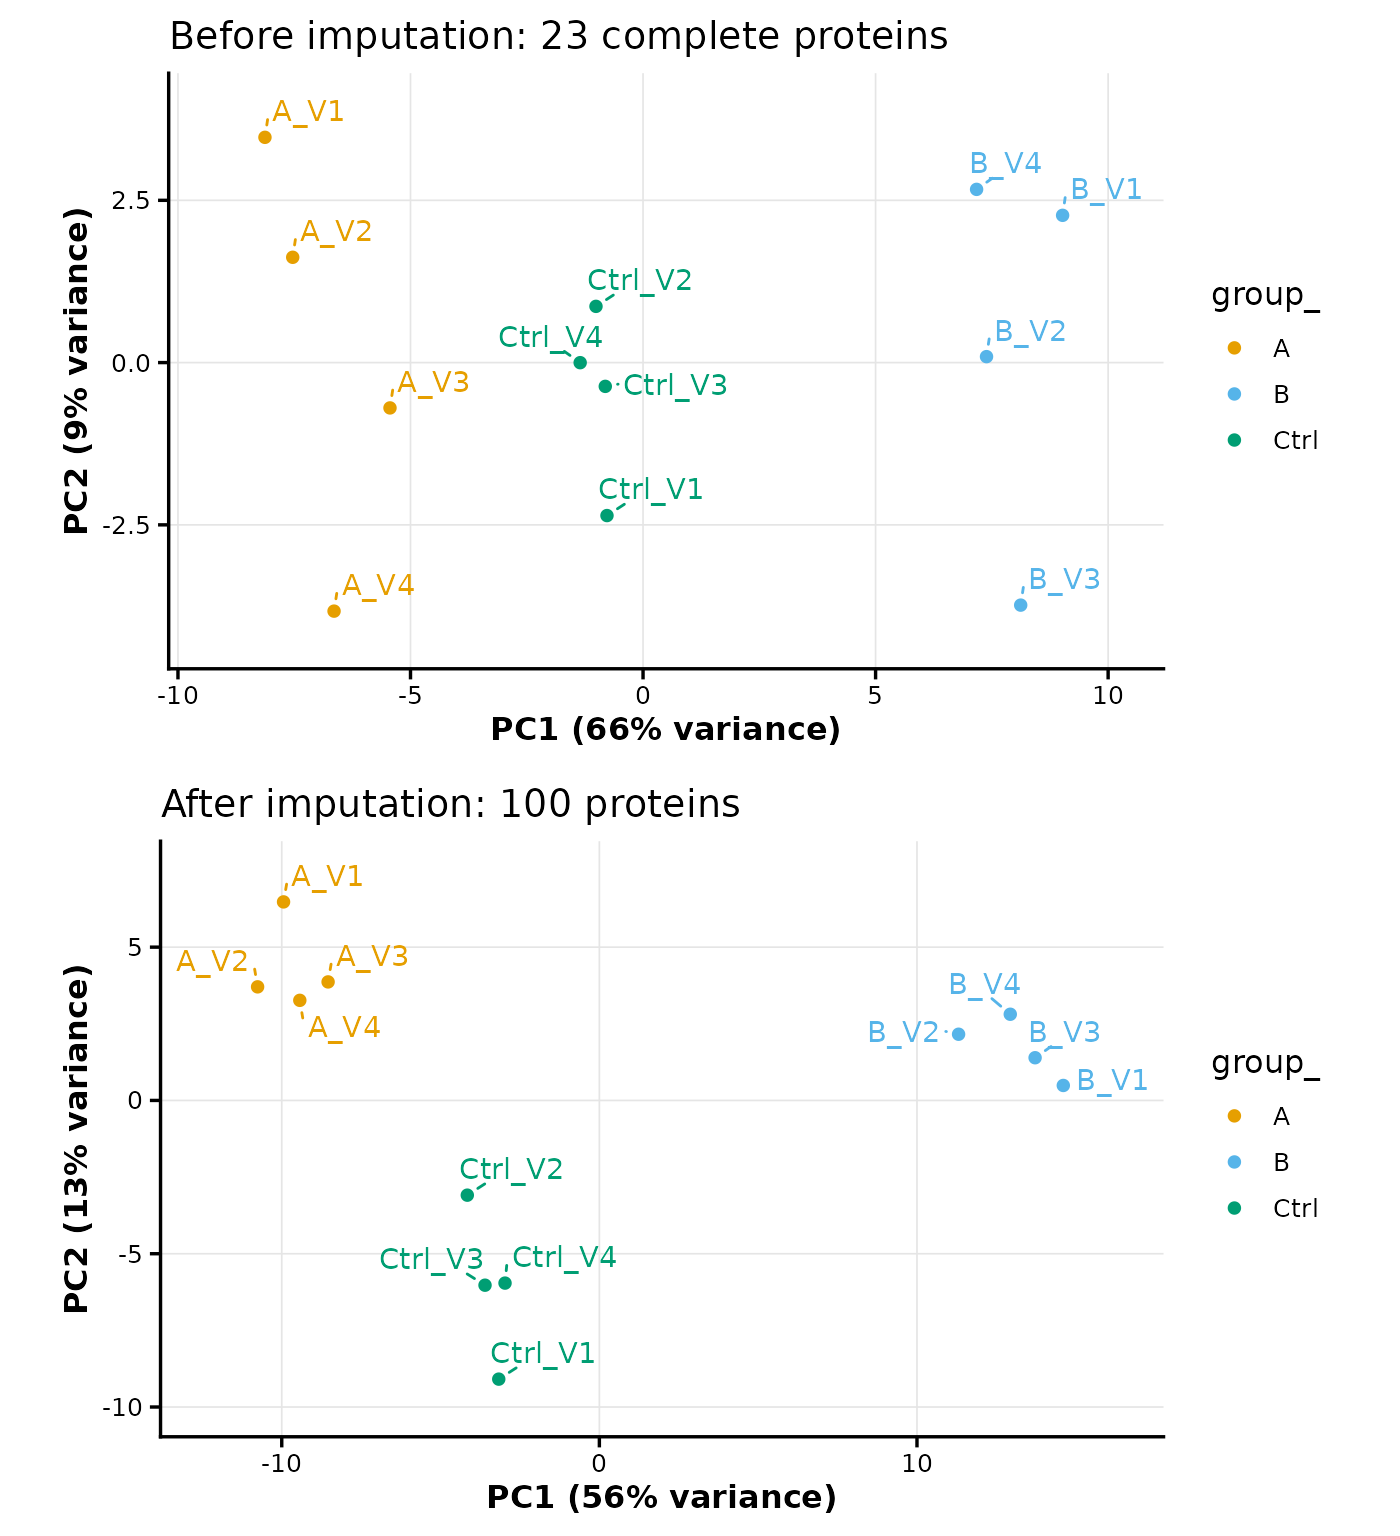 Before imputation: 23 complete proteins
A_V1
B_V4
B_V1
2.5
A_V2
Ctrl_V2
group_
B_V2
Ctrl_V4
A
0.0
A_V3
Ctrl_V3
B
Ctrl
PC2 (9% variance)
Ctrl_V1
-2.5
A_V4
B_V3
-10 -5 0 5 10
PC1 (66% variance)
After imputation: 100 proteins
A_V1
5
A_V2
A_V3
B_V4
A_V4
B_V2
B_V3
group_
B_V1
0
A
PC2 (13% variance)
B
Ctrl_V2
Ctrl
-5
Ctrl_V3
Ctrl_V4
Ctrl_V1
-10
-10 0 10
PC1 (56% variance)